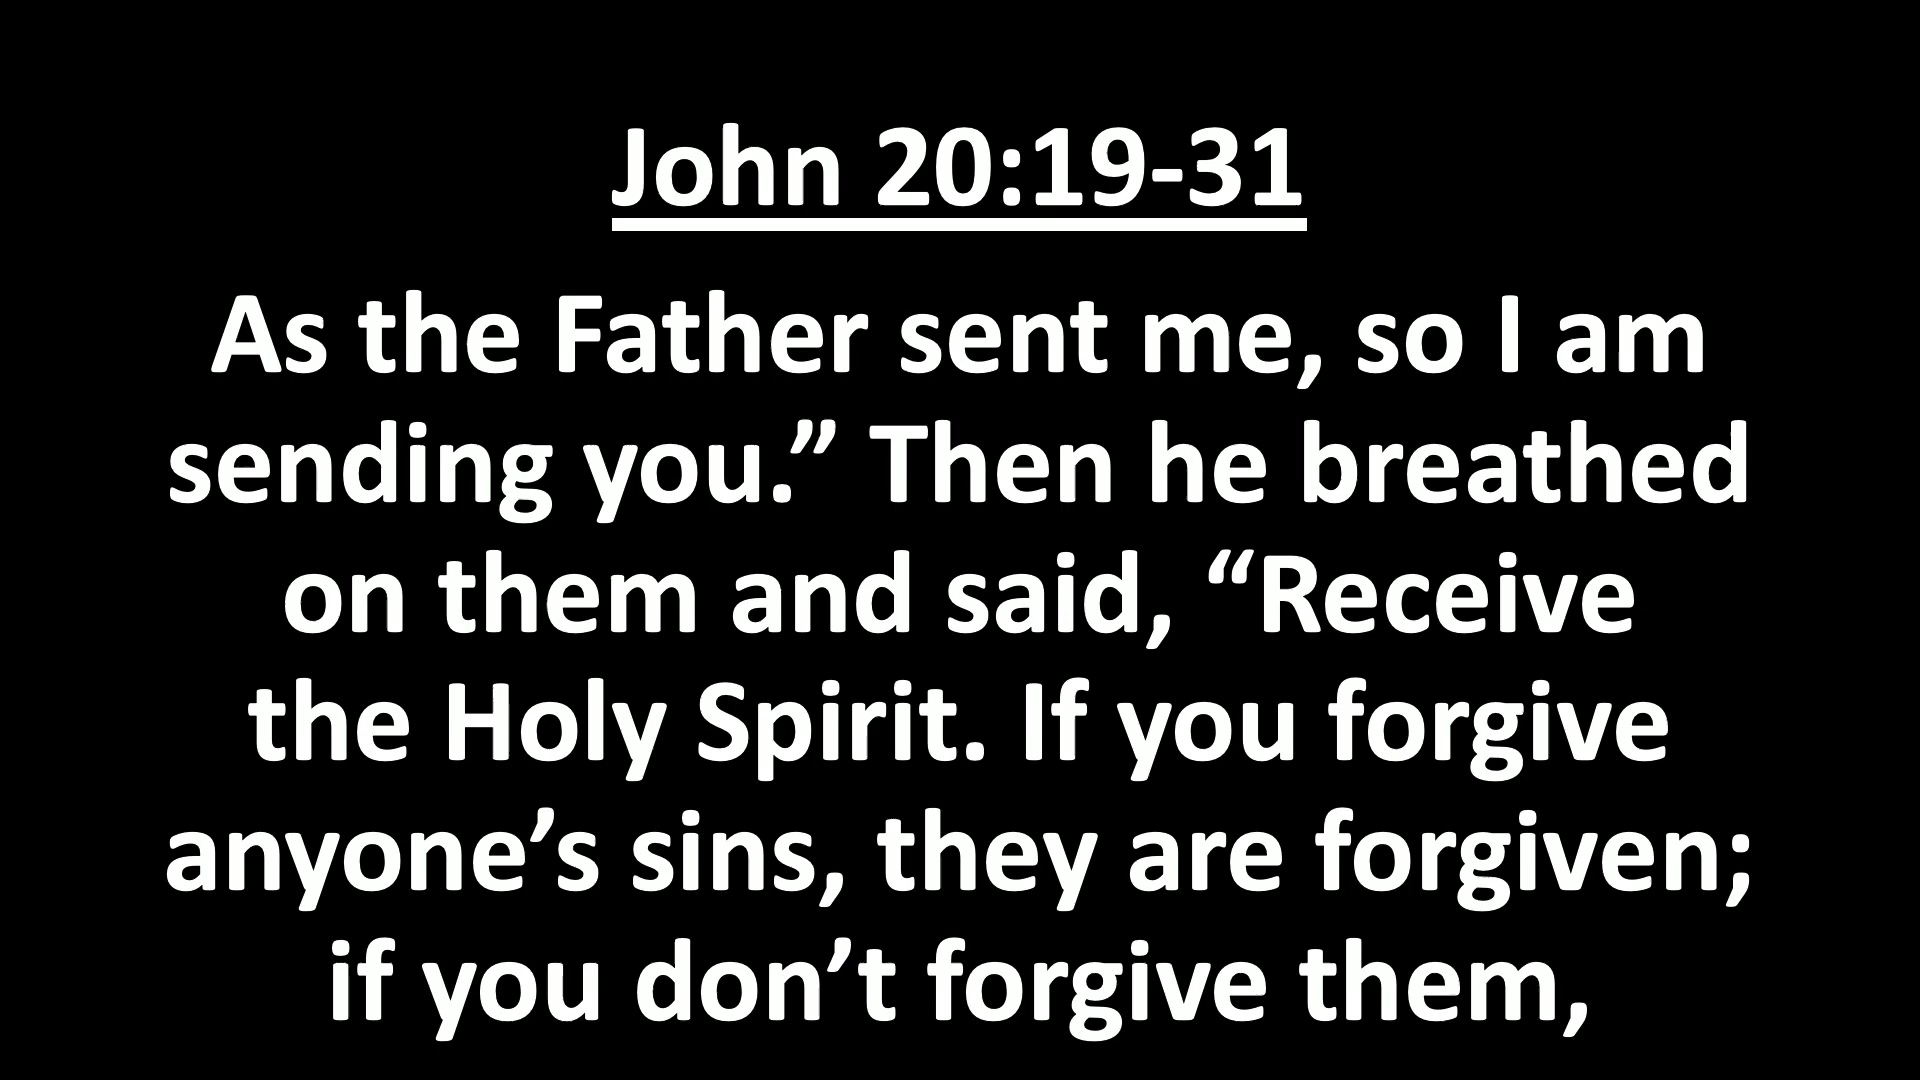 John 20:19-31
As the Father sent me, so I am
sending you.” Then he breathed
on them and said, “Receive
the Holy Spirit. If you forgive
anyone’s sins, they are forgiven;
if you don’t forgive them,